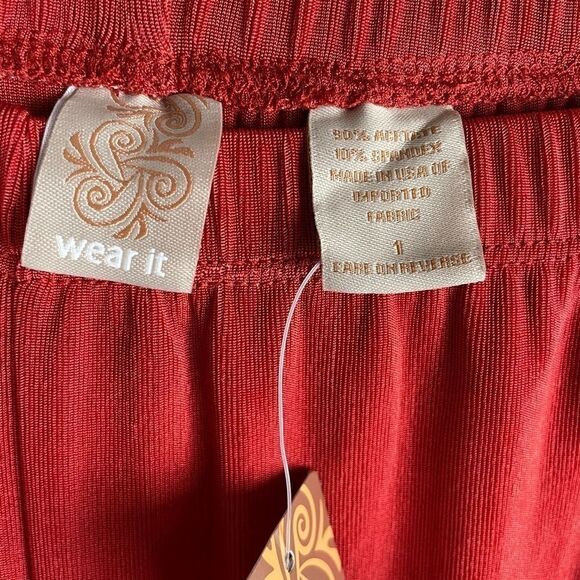 wear it
90% ACETATE
10% SPANDEX
MADE IN USA OF
IMPORTED
FABRIC
1
CARE ON REVERSE